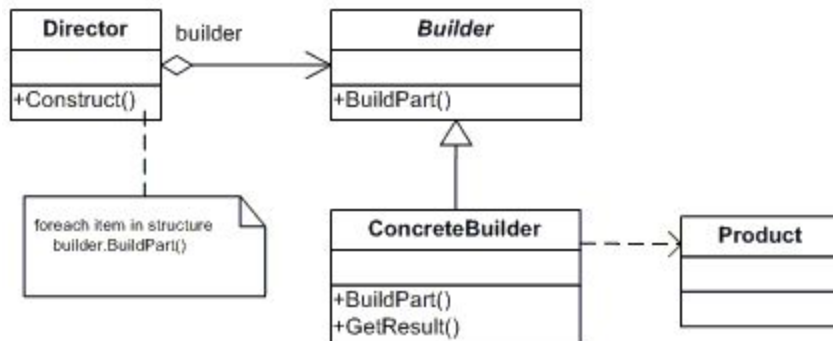 Director
builder
Builder
+Construct()
+BuildPart()
foreach item in structure
builder.BuildPart()
ConcreteBuilder
Product
+BuildPart()
+GetResult()